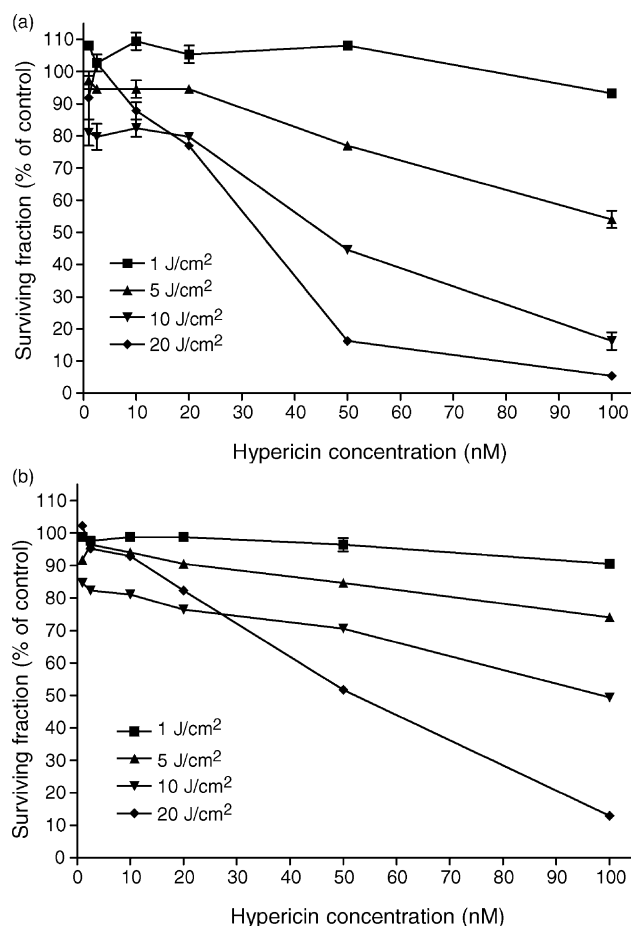 (a)
110
100
90
80
70
60
50
40
30
20
10
0
Surviving fraction (% of control)
1 J/cm²
5 J/cm²
10 J/cm²
20 J/cm²
0 10 20 30 40 50 60 70 80 90 100
Hypericin concentration (nM)
(b)
110
100
90
80
70
60
50
40
30
20
10
0
Surviving fraction (% of control)
1 J/cm²
5 J/cm²
10 J/cm²
20 J/cm²
0 10 20 30 40 50 60 70 80 90 100
Hypericin concentration (nM)